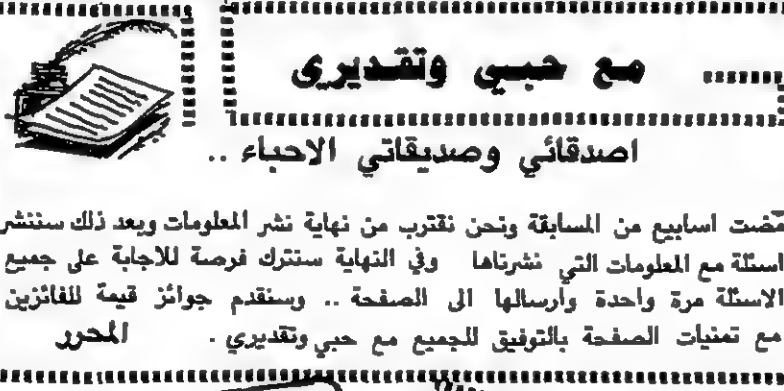 مع حبي وتقديرى
اصدقائي وصديقاتي الاحباء ..
مضت اسابيع من المسابقة ونحن نقترب من نهاية نشر المعلومات وبعد ذلك سننشر
اسئلة مع المعلومات التي نشرناها وفي النهاية سنترك فرصة للاجابة على جميع
الاسئلة مرة واحدة وارسالها الى الصفحة .. وسنقدم جوائز قيمة للفائزين
مع تمنيات الصفحة بالتوفيق للجميع مع حبي وتقديري . المحرر